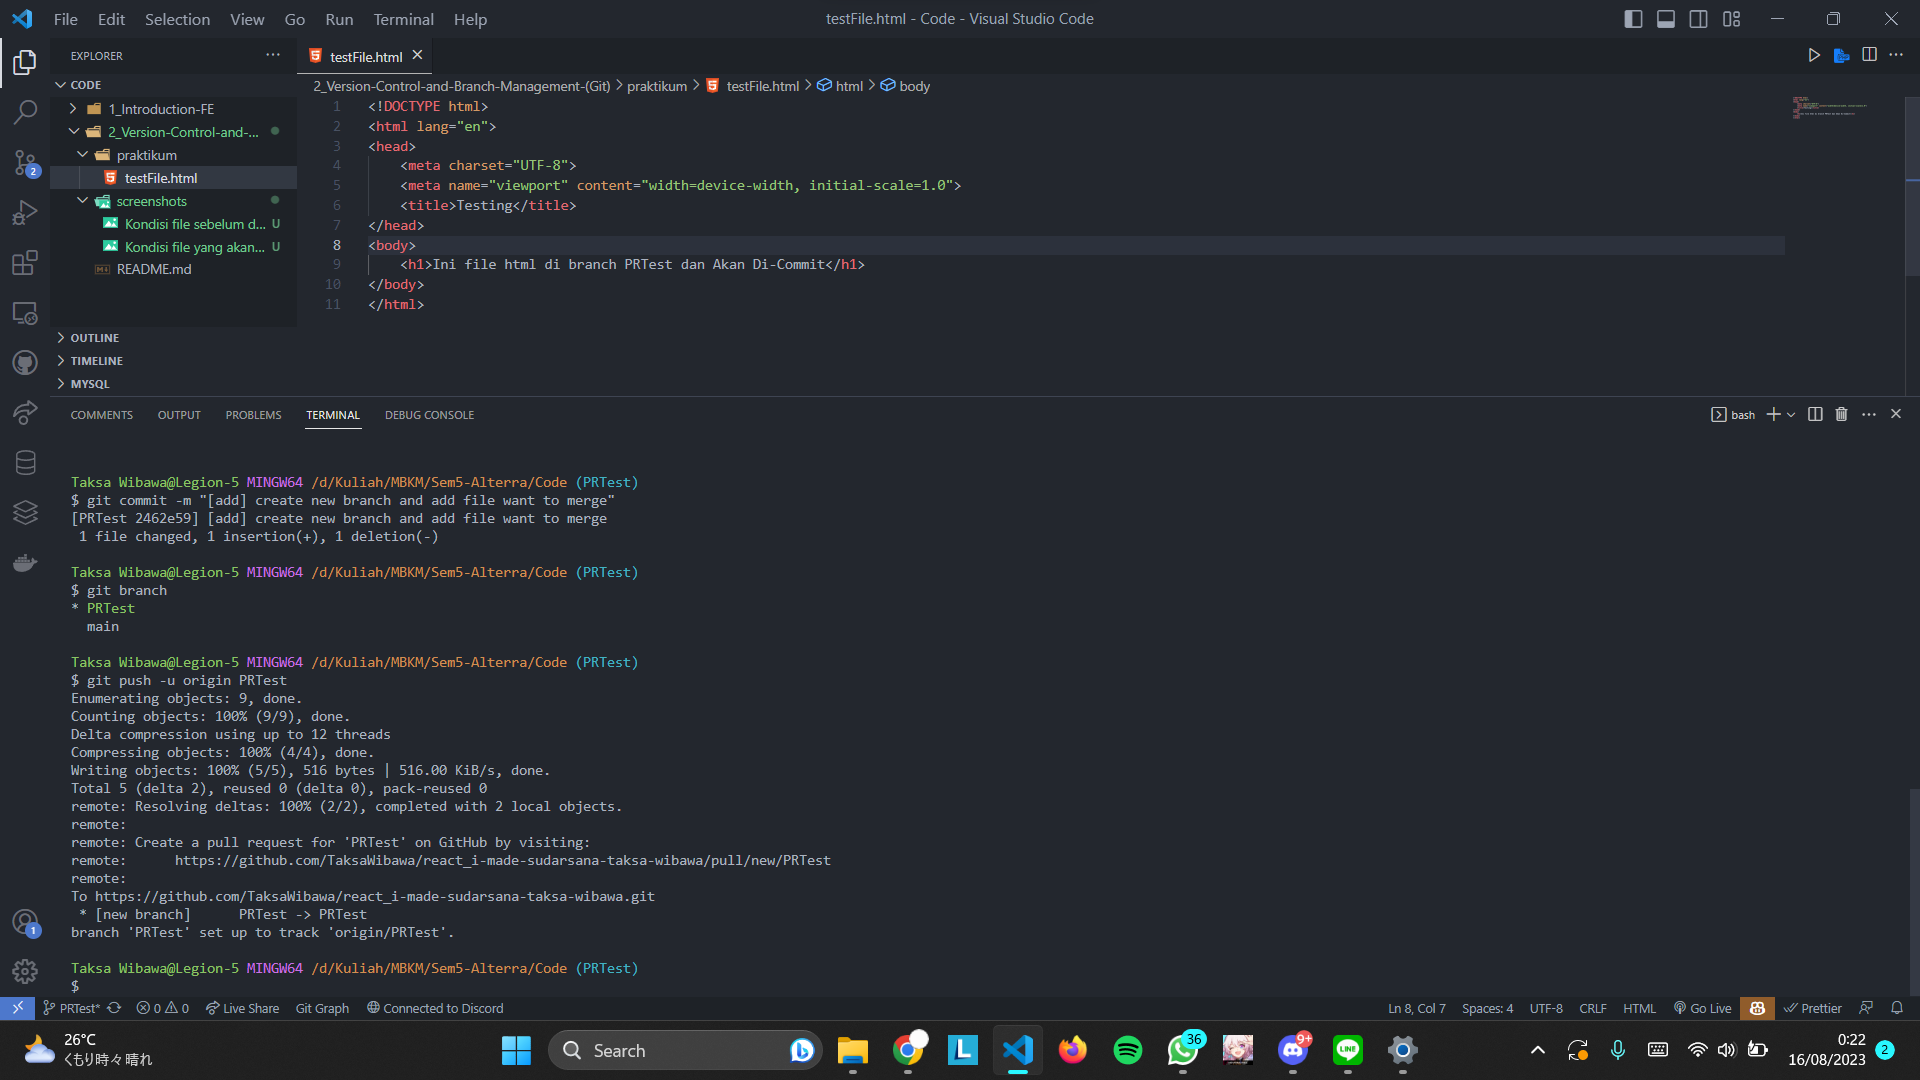 File Edit Selection View Go Run Terminal Help
testFile.html - Code - Visual Studio Code
EXPLORER
CODE
1_Introduction-FE
2_Version-Control-and-...
praktikum
testFile.html
screenshots
Kondisi file sebelum d... U
Kondisi file yang akan... U
README.md
OUTLINE
TIMELINE
MYSQL
2
1
testFile.html
2_Version-Control-and-Branch-Management-(Git) > praktikum > testFile.html > html > body
1 <!DOCTYPE html>
2 <html lang="en">
3 <head>
4 <meta charset="UTF-8">
5 <meta name="viewport" content="width=device-width, initial-scale=1.0">
6 <title>Testing</title>
7 </head>
8 <body>
9 <h1>Ini file html di branch PRTest dan Akan Di-Commit</h1>
10 </body>
11 </html>
COMMENTS OUTPUT PROBLEMS TERMINAL DEBUG CONSOLE
bash
Taksa Wibawa@Legion-5 MINGW64 /d/Kuliah/MBKM/Sem5-Alterra/Code (PRTest)
$ git commit -m "[add] create new branch and add file want to merge"
[PRTest 2462e59] [add] create new branch and add file want to merge
1 file changed, 1 insertion(+), 1 deletion(-)
Taksa Wibawa@Legion-5 MINGW64 /d/Kuliah/MBKM/Sem5-Alterra/Code (PRTest)
$ git branch
* PRTest
main
Taksa Wibawa@Legion-5 MINGW64 /d/Kuliah/MBKM/Sem5-Alterra/Code (PRTest)
$ git push -u origin PRTest
Enumerating objects: 9, done.
Counting objects: 100% (9/9), done.
Delta compression using up to 12 threads
Compressing objects: 100% (4/4), done.
Writing objects: 100% (5/5), 516 bytes | 516.00 KiB/s, done.
Total 5 (delta 2), reused 0 (delta 0), pack-reused 0
remote: Resolving deltas: 100% (2/2), completed with 2 local objects.
remote:
remote: Create a pull request for 'PRTest' on GitHub by visiting:
remote: https://github.com/TaksaWibawa/react_i-made-sudarsana-taksa-wibawa/pull/new/PRTest
remote:
To https://github.com/TaksaWibawa/react_i-made-sudarsana-taksa-wibawa.git
* [new branch] PRTest -> PRTest
branch 'PRTest' set up to track 'origin/PRTest'.
Taksa Wibawa@Legion-5 MINGW64 /d/Kuliah/MBKM/Sem5-Alterra/Code (PRTest)
$
PRTest* 0 0 Live Share Git Graph Connected to Discord
Ln 8, Col 7 Spaces: 4 UTF-8 CRLF HTML Go Live Prettier
26°C
くもり時々晴れ
Search
L
36
9+
LINE
0:22
16/08/2023
2